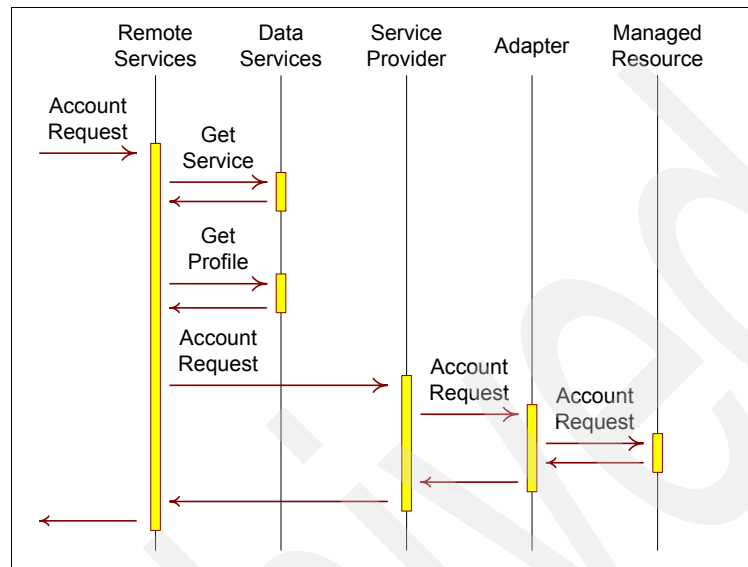 Remote
Services
Data
Services
Service
Provider
Adapter
Managed
Resource
Account
Request
Get
Service
Get
Profile
Account
Request
Account
Request
Account
Request